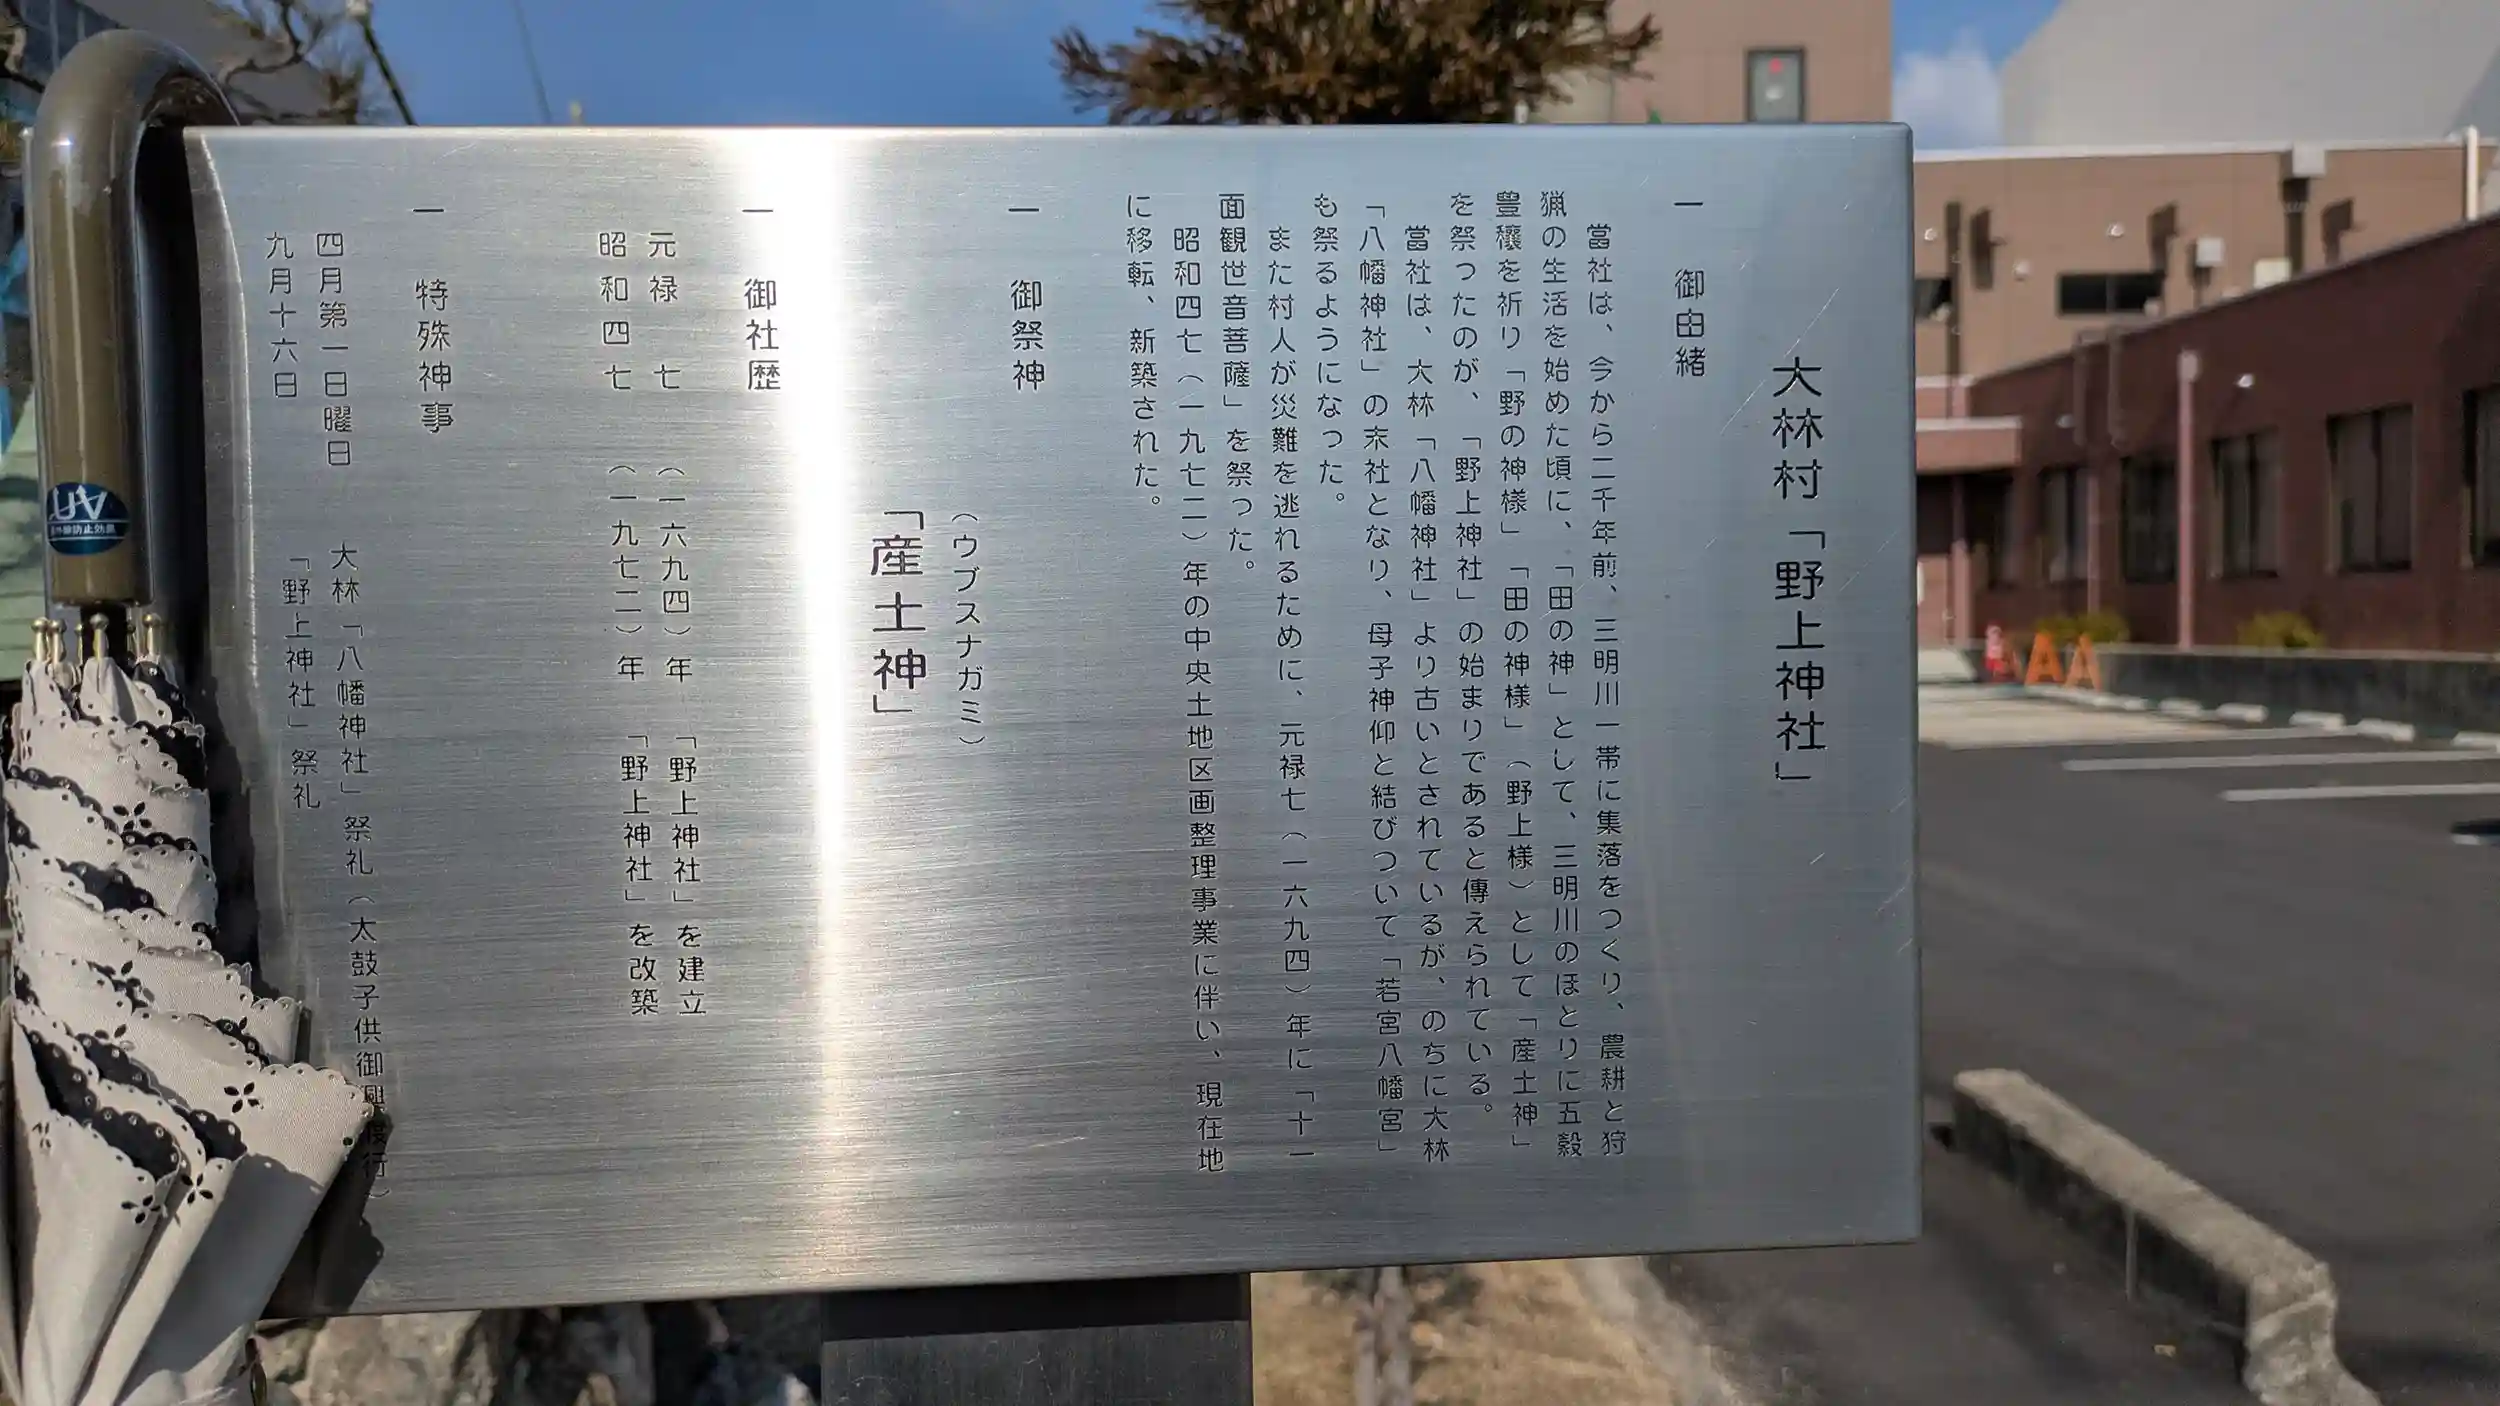 大林村「野上神社」
一　御由緒
當社は、今から二千年前、三明川一帯に集落をつくり、農耕と狩
猟の生活を始めた頃に、「田の神」として、三明川のほとりに五穀
豊穣を祈り「野の神様」「田の神様」（野上様）として「産土神」
を祭ったのが、「野上神社」の始まりであると傳えられている。
當社は、大林「八幡神社」より古いとされているが、のちに大林
「八幡神社」の末社となり、母子神仰と結びついて「若宮八幡宮」
も祭るようになった。
また村人が災難を逃れるために、元禄七（一六九四）年に「十一
面観世音菩薩」を祭った。
昭和四七（一九七二）年の中央土地区画整理事業に伴い、現在地
に移転、新築された。
一　御祭神
（ウブスナガミ）
「産土神」
一　御社歴
元禄　七　（一六九四）年　「野上神社」を建立
昭和四七　（一九七二）年　「野上神社」を改築
一　特殊神事
四月第一日曜日　大林「八幡神社」祭礼（太鼓子供御輿渡行）
九月十六日　「野上神社」祭礼
UV